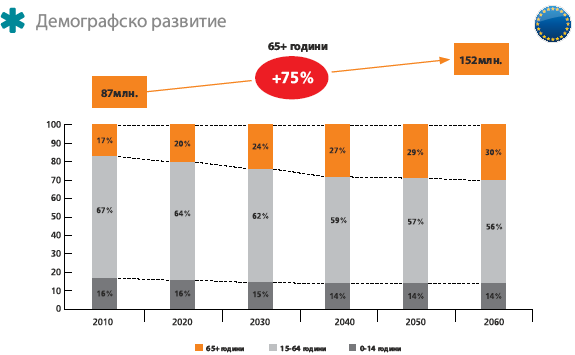 Демографско развитие
65+ години
87млн.
+75%
152млн.
100
90
80
70
60
50
40
30
20
10
0
17% 20% 24% 27% 29% 30%
67% 64% 62% 59% 57% 56%
16% 16% 15% 14% 14% 14%
2010 2020 2030 2040 2050 2060
65+ години 15-64 години 0-14 години